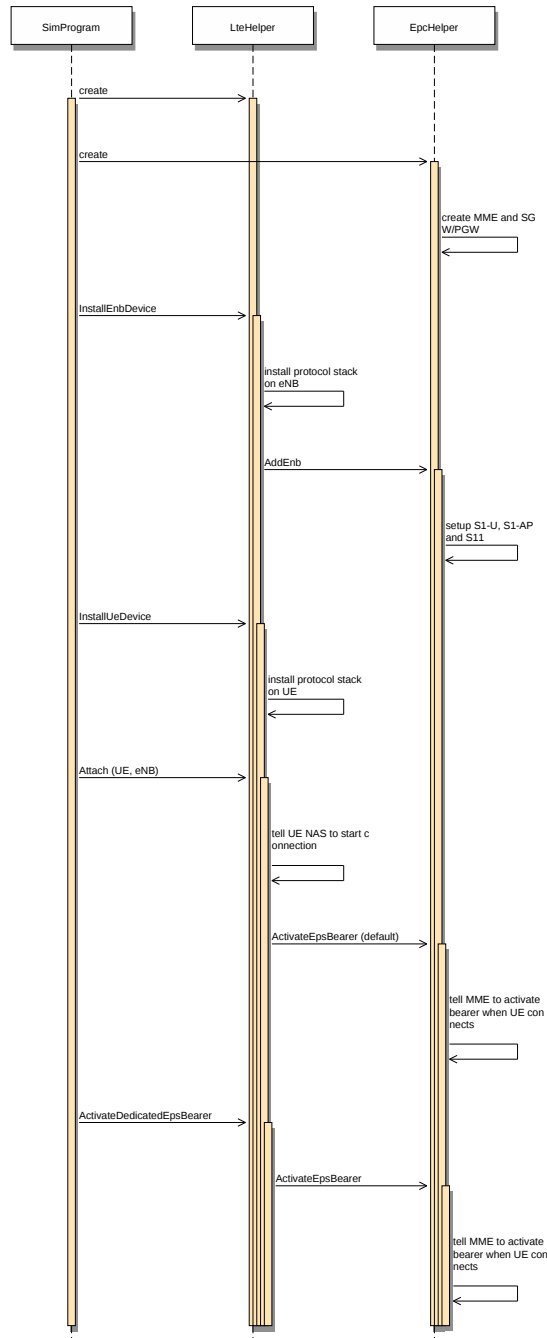 SimProgram
LteHelper
EpcHelper
create
create
create MME and SG
W/PGW
InstallEnbDevice
install protocol stack
on eNB
AddEnb
setup S1-U, S1-AP
and S11
InstallUeDevice
install protocol stack
on UE
Attach (UE, eNB)
tell UE NAS to start c
onnection
ActivateEpsBearer (default)
tell MME to activate
bearer when UE con
nects
ActivateDedicatedEpsBearer
ActivateEpsBearer
tell MME to activate
bearer when UE con
nects